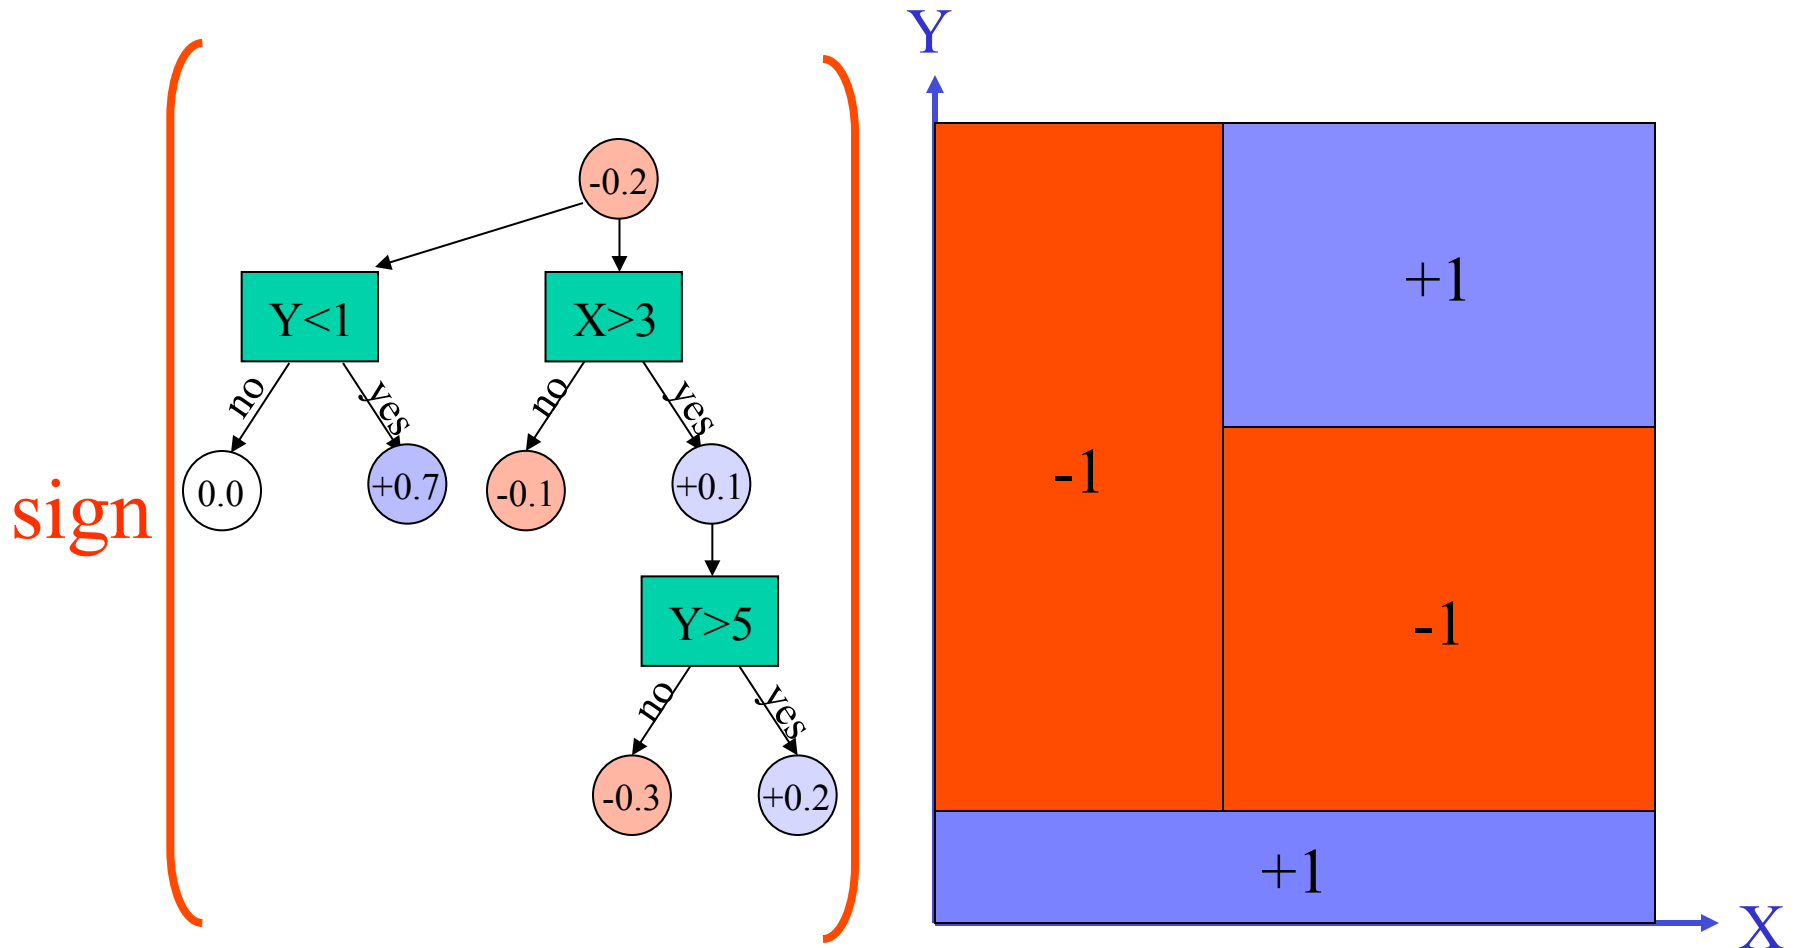 sign
-0.2
Y<1
X>3
no
yes
no
yes
0.0
+0.7
-0.1
+0.1
Y>5
no
yes
-0.3
+0.2
Y
+1
-1
-1
+1
X